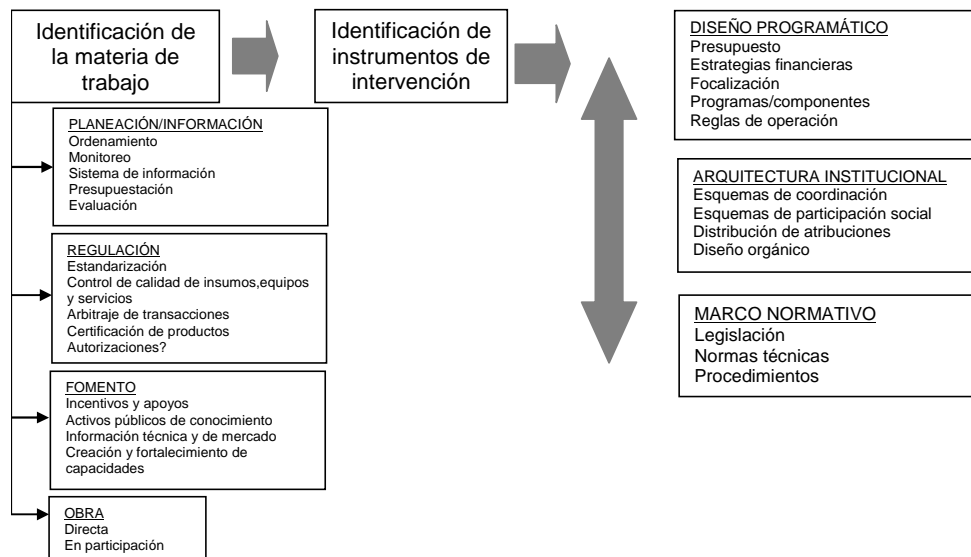 Identificación de
la materia de
trabajo
Identificación de
instrumentos de
intervención
PLANEACIÓN/INFORMACIÓN
Ordenamiento
Monitoreo
Sistema de información
Presupuestación
Evaluación
REGULACIÓN
Estandarización
Control de calidad de insumos,equipos
y servicios
Arbitraje de transacciones
Certificación de productos
Autorizaciones?
FOMENTO
Incentivos y apoyos
Activos públicos de conocimiento
Información técnica y de mercado
Creación y fortalecimiento de
capacidades
OBRA
Directa
En participación
DISEÑO PROGRAMÁTICO
Presupuesto
Estrategias financieras
Focalización
Programas/componentes
Reglas de operación
ARQUITECTURA INSTITUCIONAL
Esquemas de coordinación
Esquemas de participación social
Distribución de atribuciones
Diseño orgánico
MARCO NORMATIVO
Legislación
Normas técnicas
Procedimientos